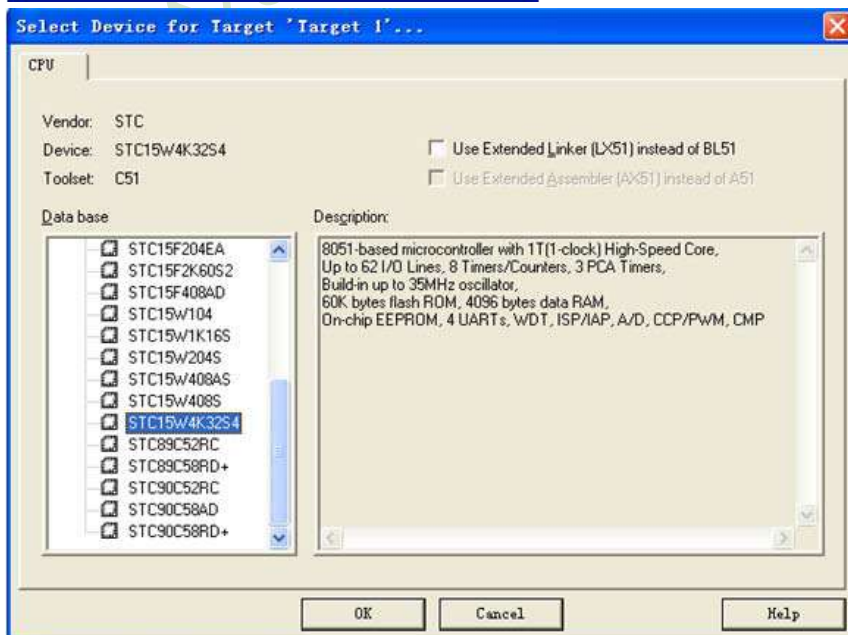 Select Device for Target 'Target 1'...
CPU
Vendor: STC
Device: STC15W4K32S4
Toolset: C51
Use Extended Linker (LX51) instead of BL51
Use Extended Assembler (AX51) instead of A51
Data base
STC15F204EA
STC15F2K60S2
STC15F408AD
STC15W104
STC15W1K16S
STC15W204S
STC15W408AS
STC15W408S
STC15W4K32S4
STC89C52RC
STC89C58RD+
STC90C52RC
STC90C58AD
STC90C58RD+
Description:
8051-based microcontroller with 1T(1-clock) High-Speed Core,
Up to 62 I/O Lines, 8 Timers/Counters, 3 PCA Timers,
Build-in up to 35MHz oscillator,
60K bytes flash ROM, 4096 bytes data RAM,
On-chip EEPROM, 4 UARTs, WDT, ISP/IAP, A/D, CCP/PWM, CMP
OK
Cancel
Help